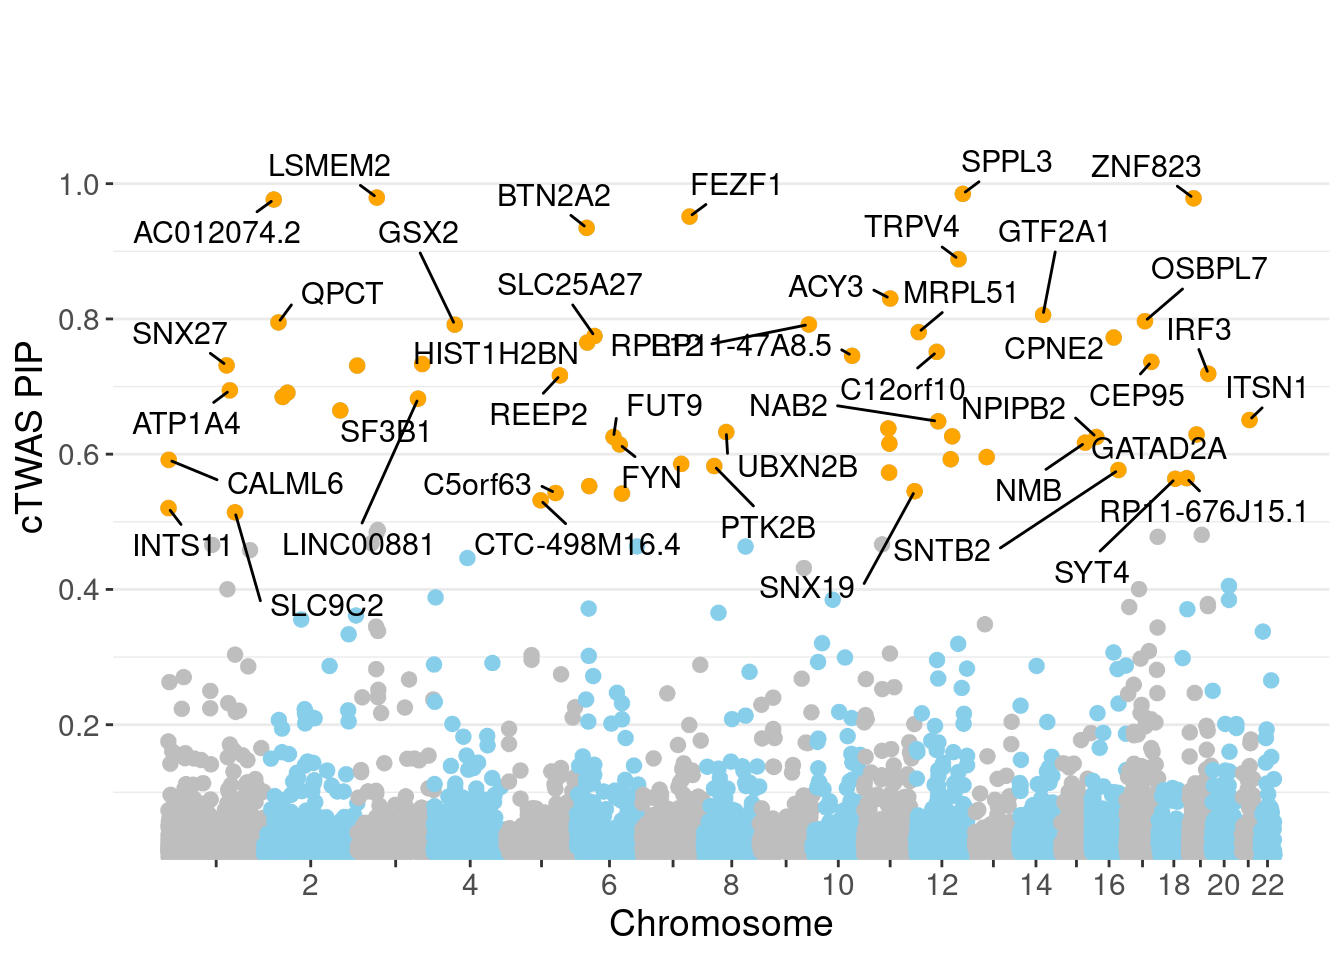 LSMEM2
SPPL3
ZNF823
BTN2A2
FEZF1
1.0
AC012074.2
GSX2
TRPV4
GTF2A1
OSBPL7
QPCT
SLC25A27
ACY3
MRPL51
0.8
SNX27
IRF3
HIST1H2BN
RP11-47A8.5
CPNE2
C12orf10
CEP95
ITSN1
ATP1A4
REEP2
FUT9
NAB2
NPIPB2
SF3B1
GATAD2A
0.6
CALML6
C5orf63
FYN
UBXN2B
NMB
RP11-676J15.1
PTK2B
INTS11
LINC00881
CTC-498M16.4
SNTB2
SYT4
SNX19
SLC9C2
0.4
0.2
cTWAS PIP
2 4 6 8 10 12 14 16 18 20 22
Chromosome